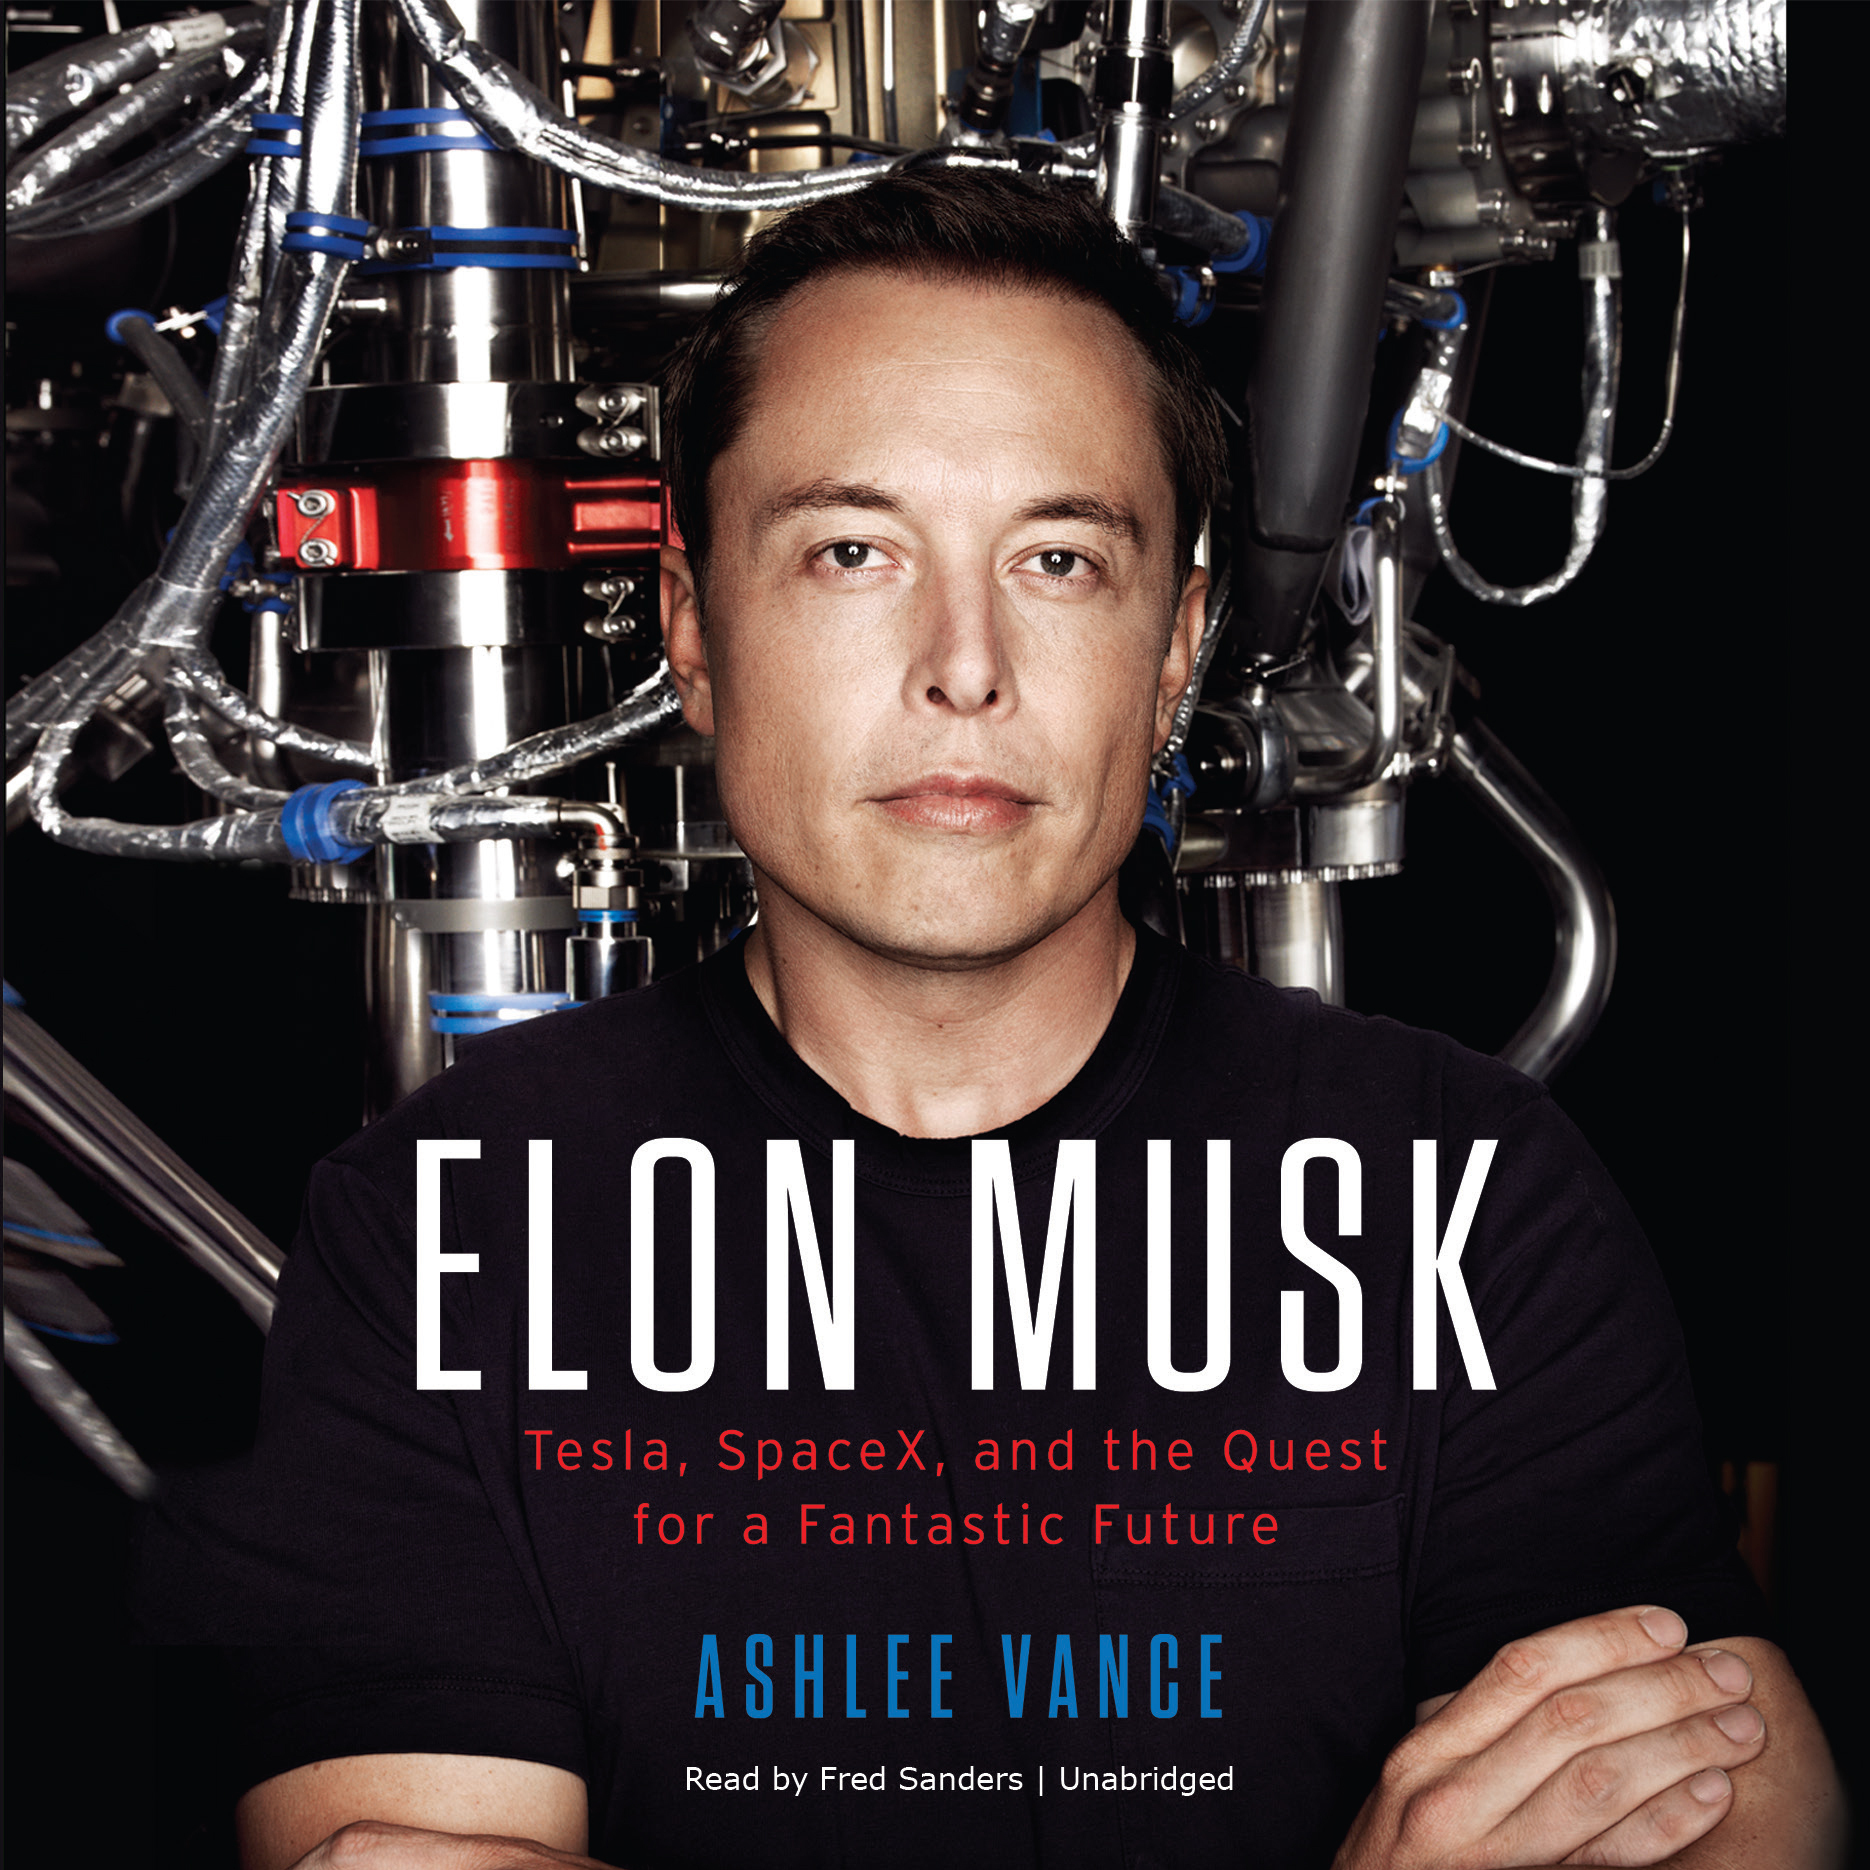 ELON MUSK
Tesla, SpaceX, and the Quest
for a Fantastic Future
ASHLEE VANCE
Read by Fred Sanders | Unabridged